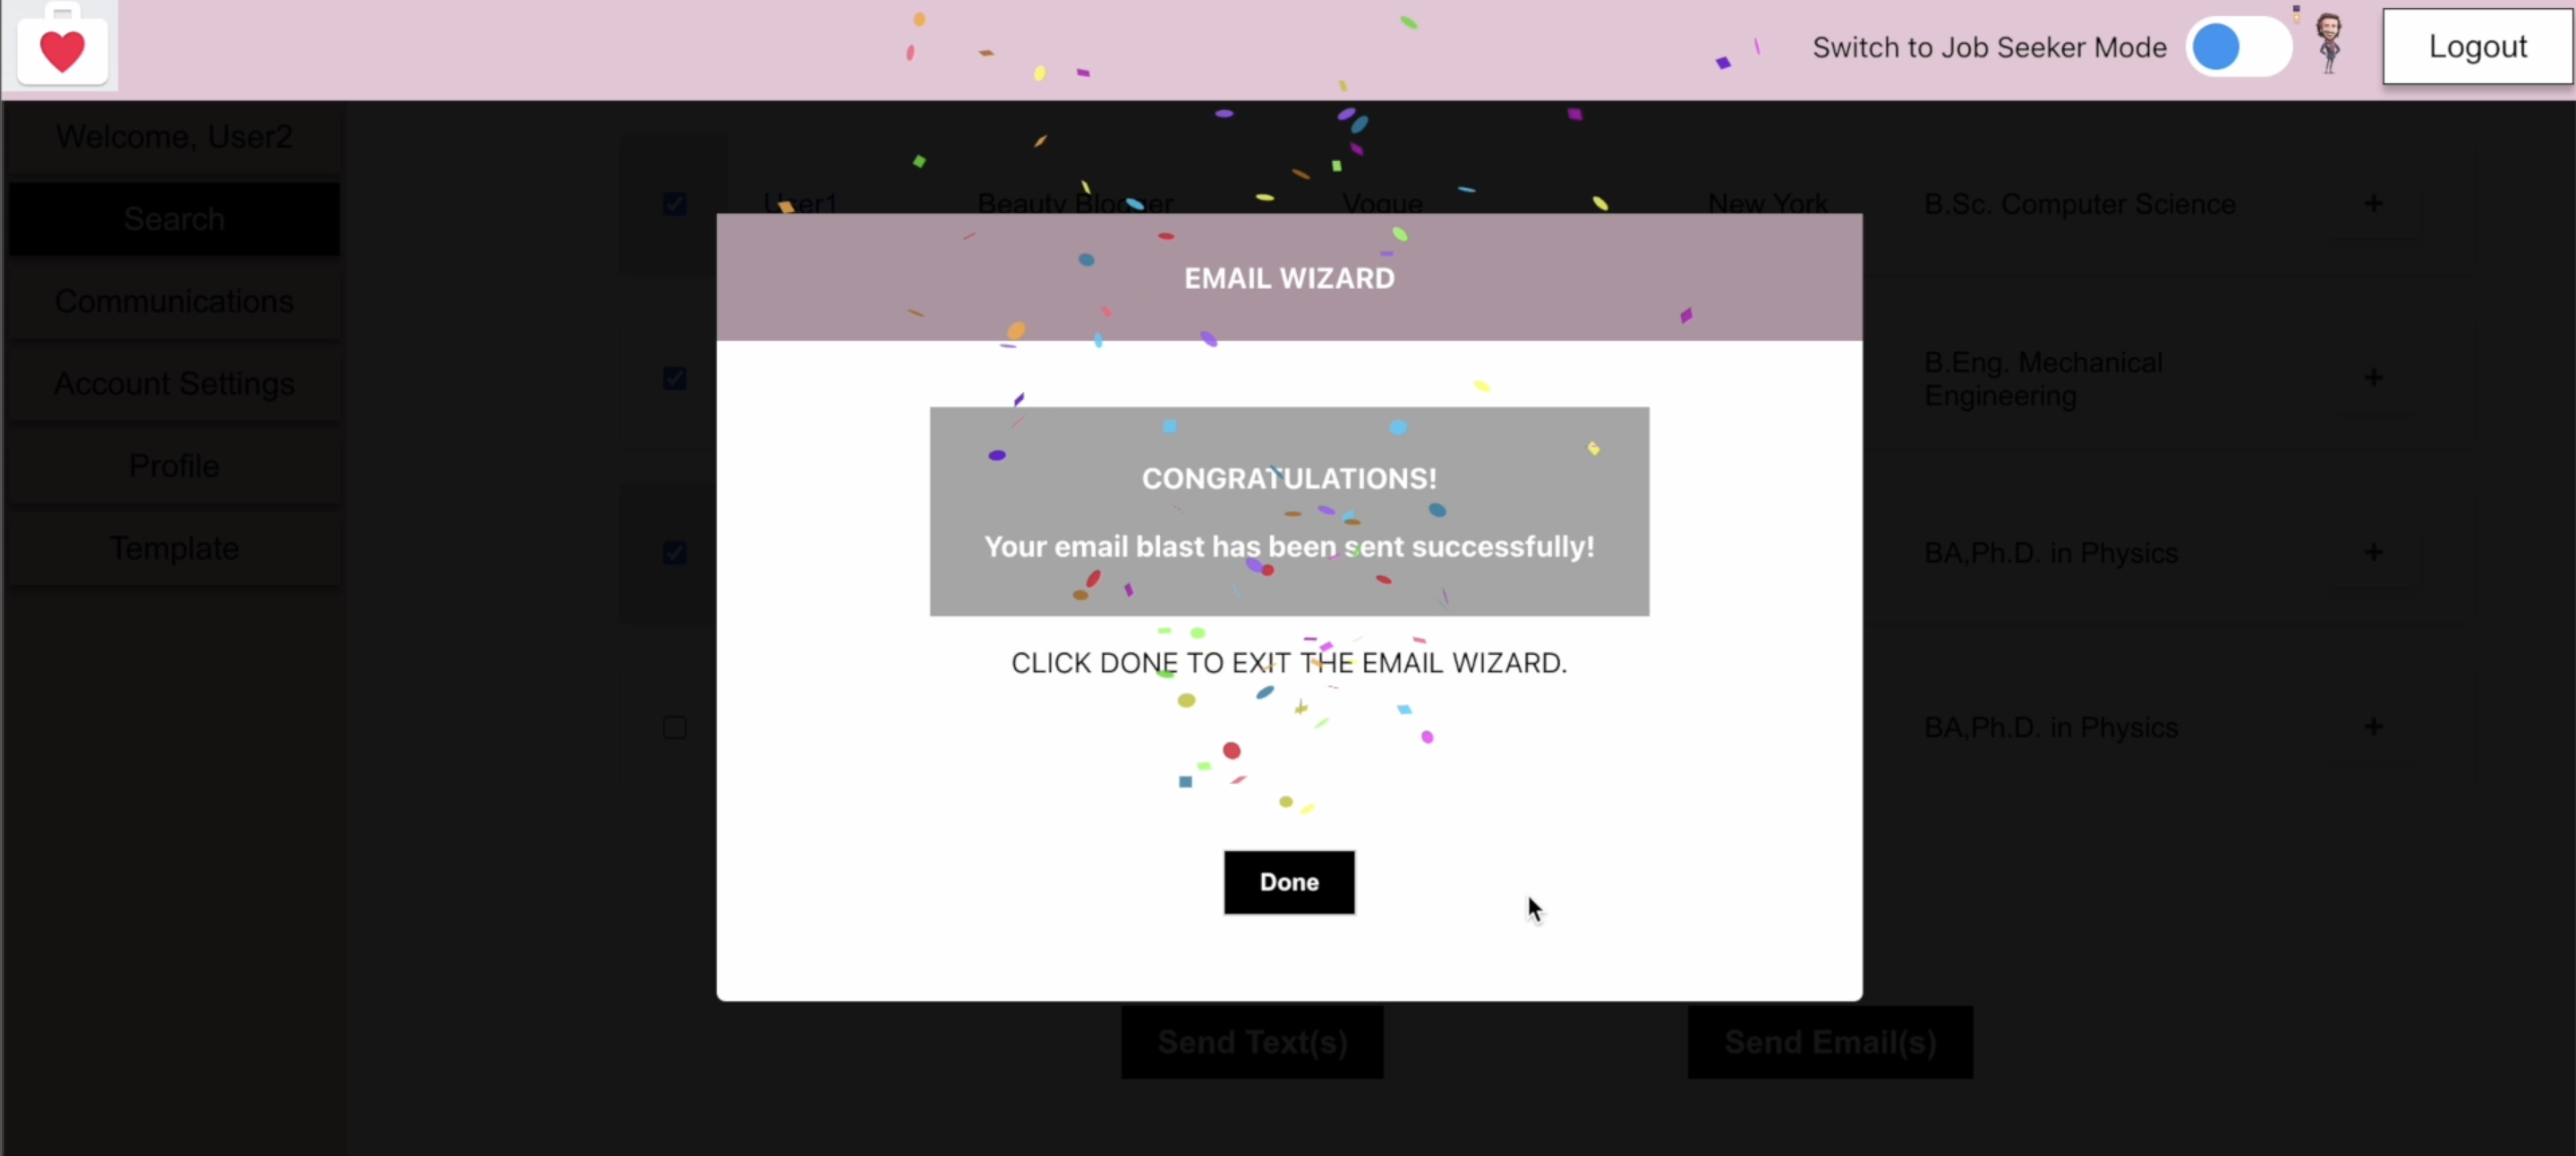 Switch to Job Seeker Mode
Logout
Welcome, User2
Search
Communications
Account Settings
Profile
Template
User1 Beauty Blogger Vogue New York B.Sc. Computer Science +
B.Eng. Mechanical
Engineering
+
BA,Ph.D. in Physics +
BA,Ph.D. in Physics +
EMAIL WIZARD
CONGRATULATIONS!
Your email blast has been sent successfully!
CLICK DONE TO EXIT THE EMAIL WIZARD.
Done
Send Text(s)
Send Email(s)